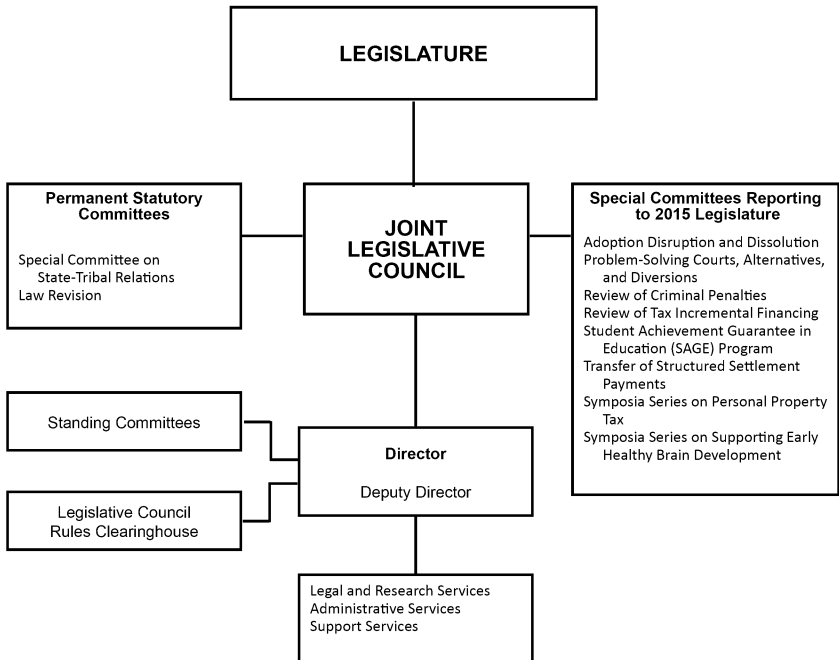 LEGISLATURE
Permanent Statutory
Committees
Special Committee on
State-Tribal Relations
Law Revision
JOINT
LEGISLATIVE
COUNCIL
Special Committees Reporting
to 2015 Legislature
Adoption Disruption and Dissolution
Problem-Solving Courts, Alternatives,
and Diversions
Review of Criminal Penalties
Review of Tax Incremental Financing
Student Achievement Guarantee in
Education (SAGE) Program
Transfer of Structured Settlement
Payments
Symposia Series on Personal Property
Tax
Symposia Series on Supporting Early
Healthy Brain Development
Standing Committees
Legislative Council
Rules Clearinghouse
Director
Deputy Director
Legal and Research Services
Administrative Services
Support Services